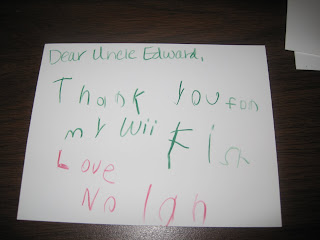 Dear Uncle Edward,
Thank you for
my Wii Fish
Love
Nolan